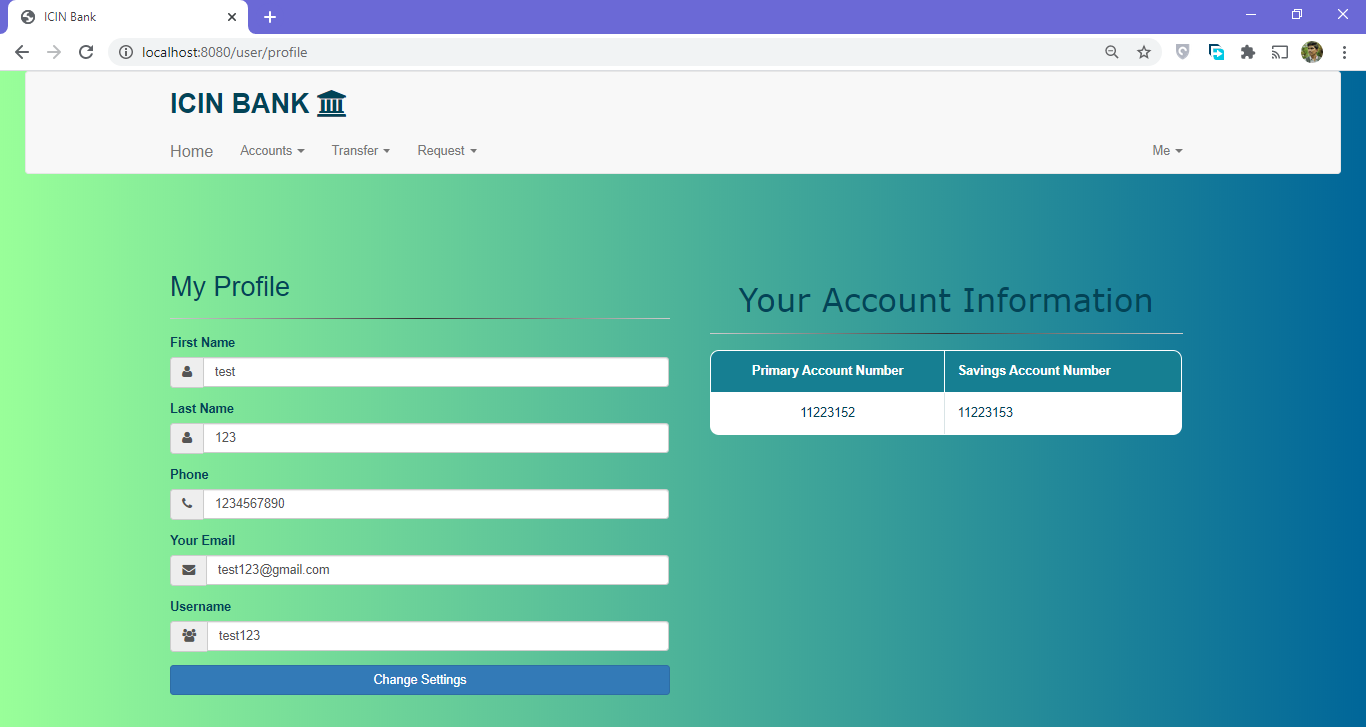 ICIN Bank
localhost:8080/user/profile
ICIN BANK
Home Accounts Transfer Request Me
My Profile
First Name
test
Last Name
123
Phone
1234567890
Your Email
test123@gmail.com
Username
test123
Change Settings
Your Account Information
Primary Account Number Savings Account Number
11223152 11223153